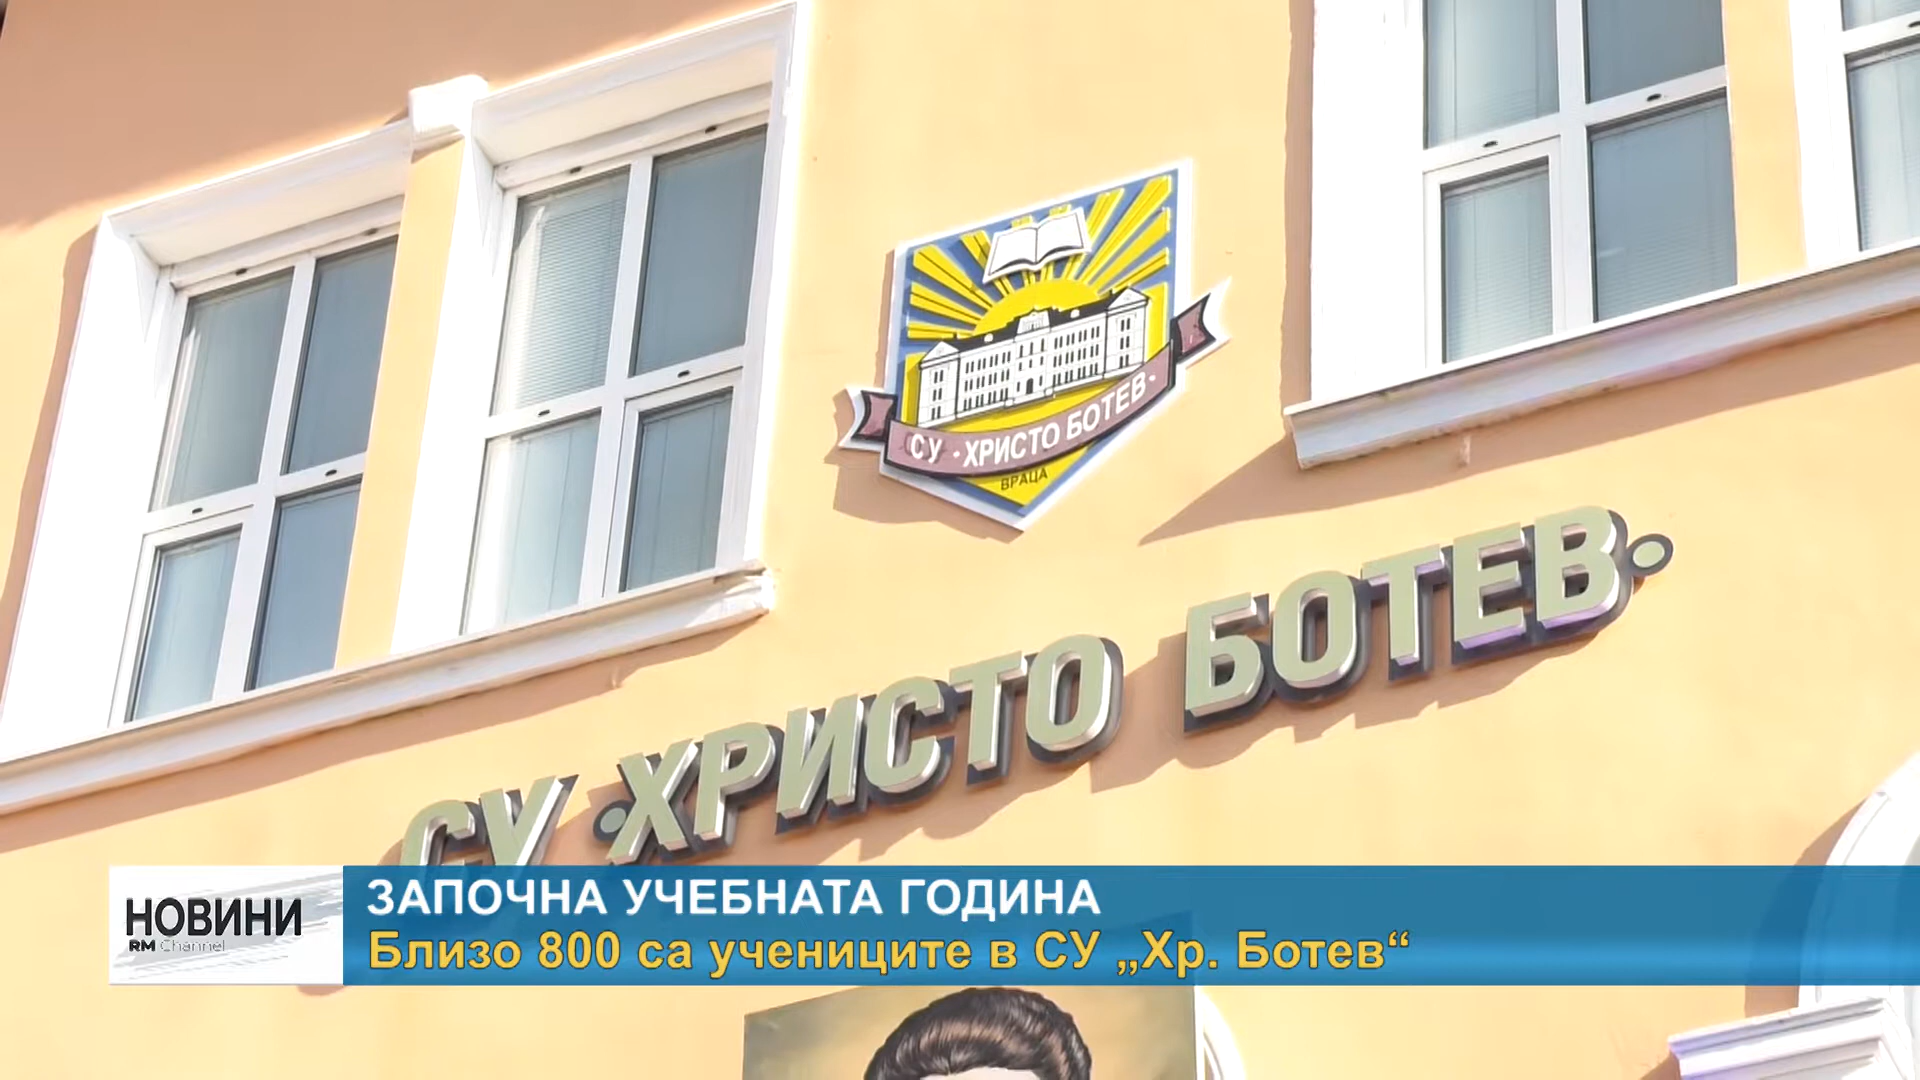 СУ · ХРИСТО БОТЕВ ·
ВРАЦА
СУ · ХРИСТО БОТЕВ ·
НОВИНИ
RM Channel
ЗАПОЧНА УЧЕБНАТА ГОДИНА
Близо 800 са учениците в СУ „Хр. Ботев“